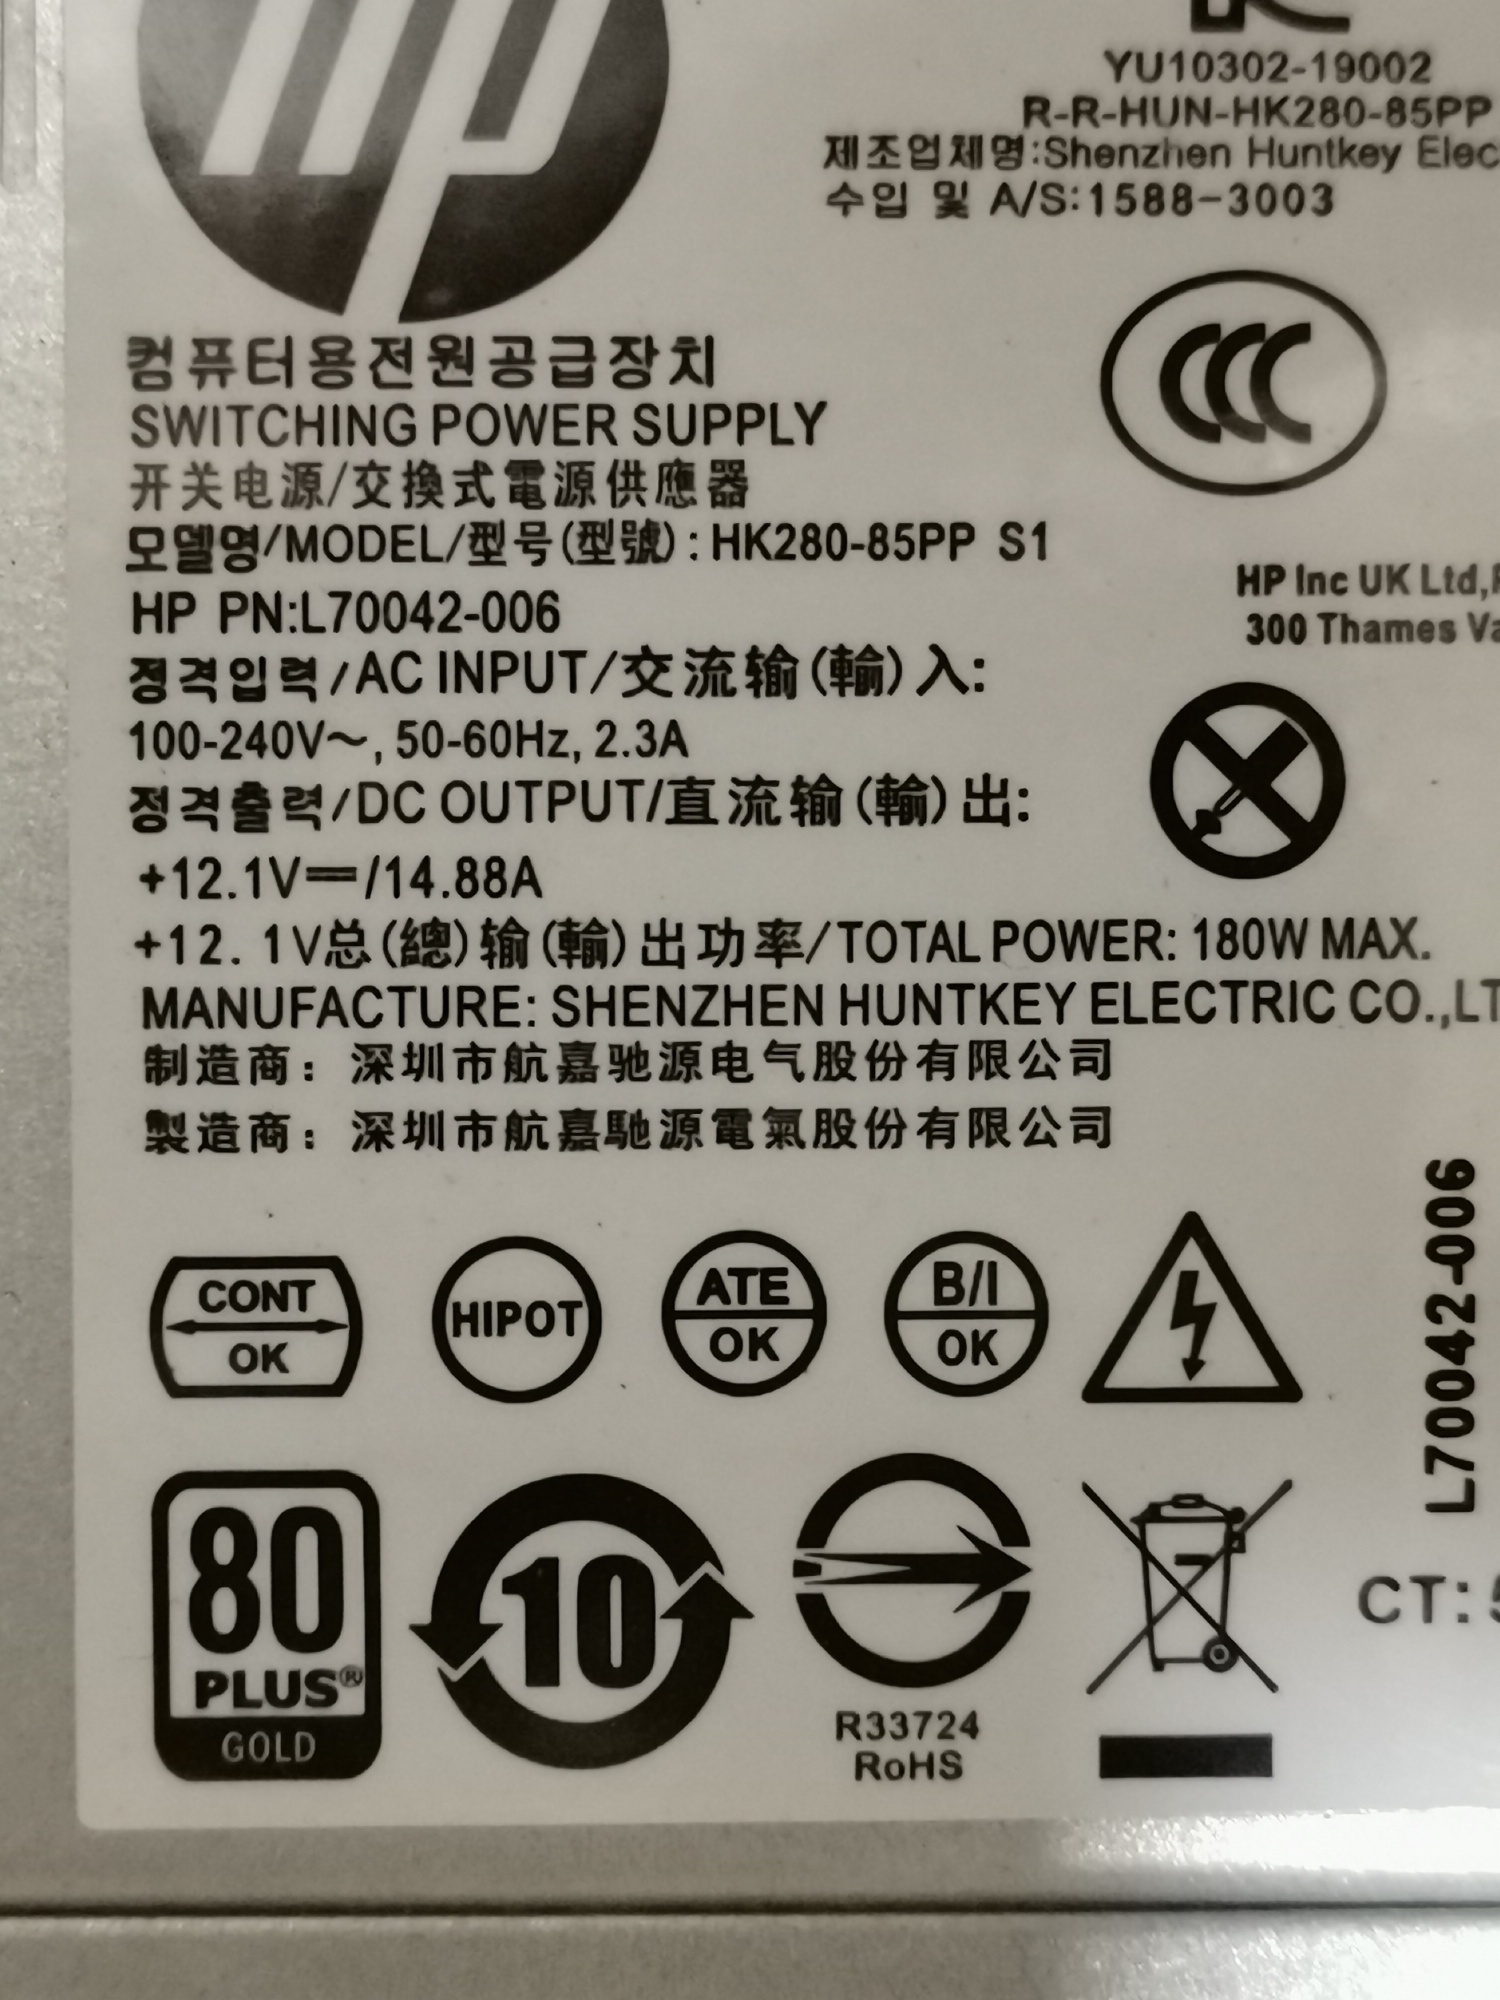 hp
YU10302-19002
R-R-HUN-HK280-85PP
제조업체명:Shenzhen Huntkey Elec
수입 및 A/S:1588-3003
컴퓨터용전원공급장치
SWITCHING POWER SUPPLY
开关电源/交換式電源供應器
모델명/MODEL/型号(型號):HK280-85PP S1
HP PN:L70042-006
HP Inc UK Ltd,
300 Thames Va
정격입력/AC INPUT/交流输(輸)入:
100-240V～, 50-60Hz, 2.3A
정격출력/DC OUTPUT/直流输(輸)出:
+12.1V⎓/14.88A
+12.1V总(總)输(輸)出功率/TOTAL POWER: 180W MAX.
MANUFACTURE: SHENZHEN HUNTKEY ELECTRIC CO.,LT
制造商：深圳市航嘉驰源电气股份有限公司
製造商：深圳市航嘉馳源電氣股份有限公司
CONT
OK
HIPOT
ATE
OK
B/I
OK
L70042-006
80
PLUS®
GOLD
10
R33724
RoHS
CT: 5